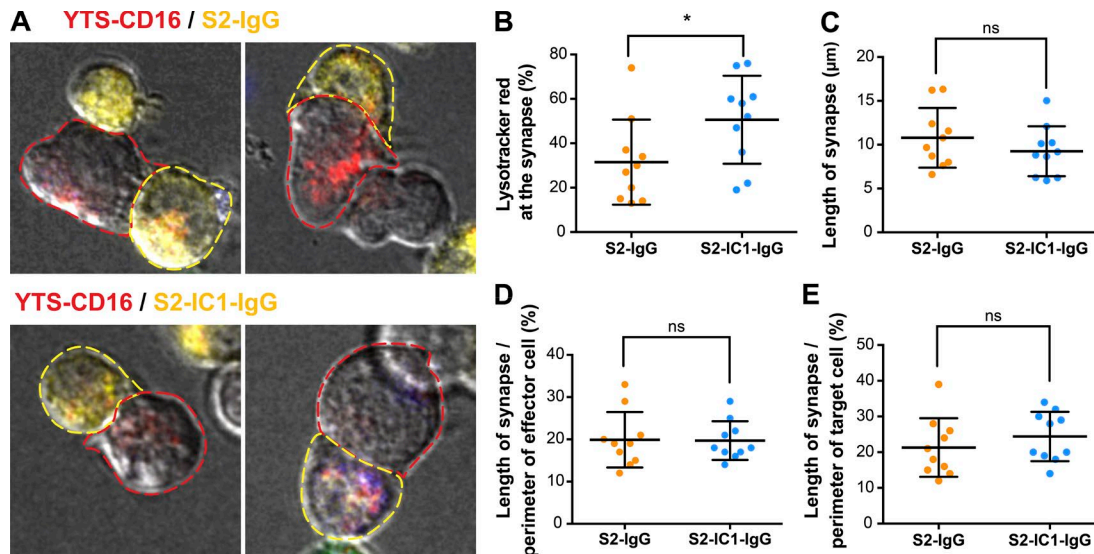 A
YTS-CD16 / S2-IgG
YTS-CD16 / S2-IC1-IgG
B
*
Lysotracker red
at the synapse (%)
80
60
40
20
0
S2-IgG S2-IC1-IgG
C
ns
Length of synapse (µm)
20
15
10
5
0
S2-IgG S2-IC1-IgG
D
ns
Length of synapse /
perimeter of effector cell (%)
40
30
20
10
0
S2-IgG S2-IC1-IgG
E
ns
Length of synapse /
perimeter of target cell (%)
50
40
30
20
10
0
S2-IgG S2-IC1-IgG